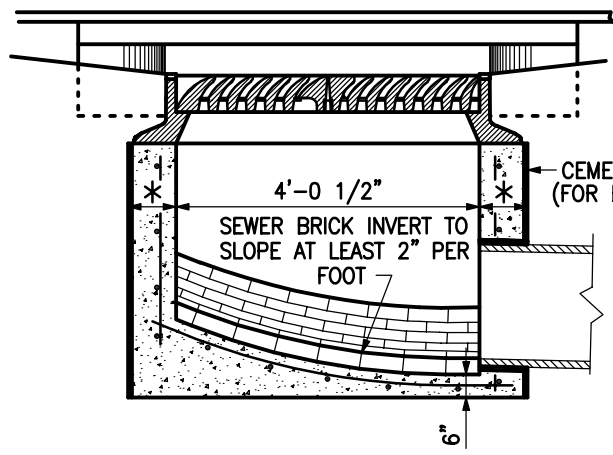 4'-0 1/2"
CEME
(FOR
SEWER BRICK INVERT TO
SLOPE AT LEAST 2" PER
FOOT
6"
*
*